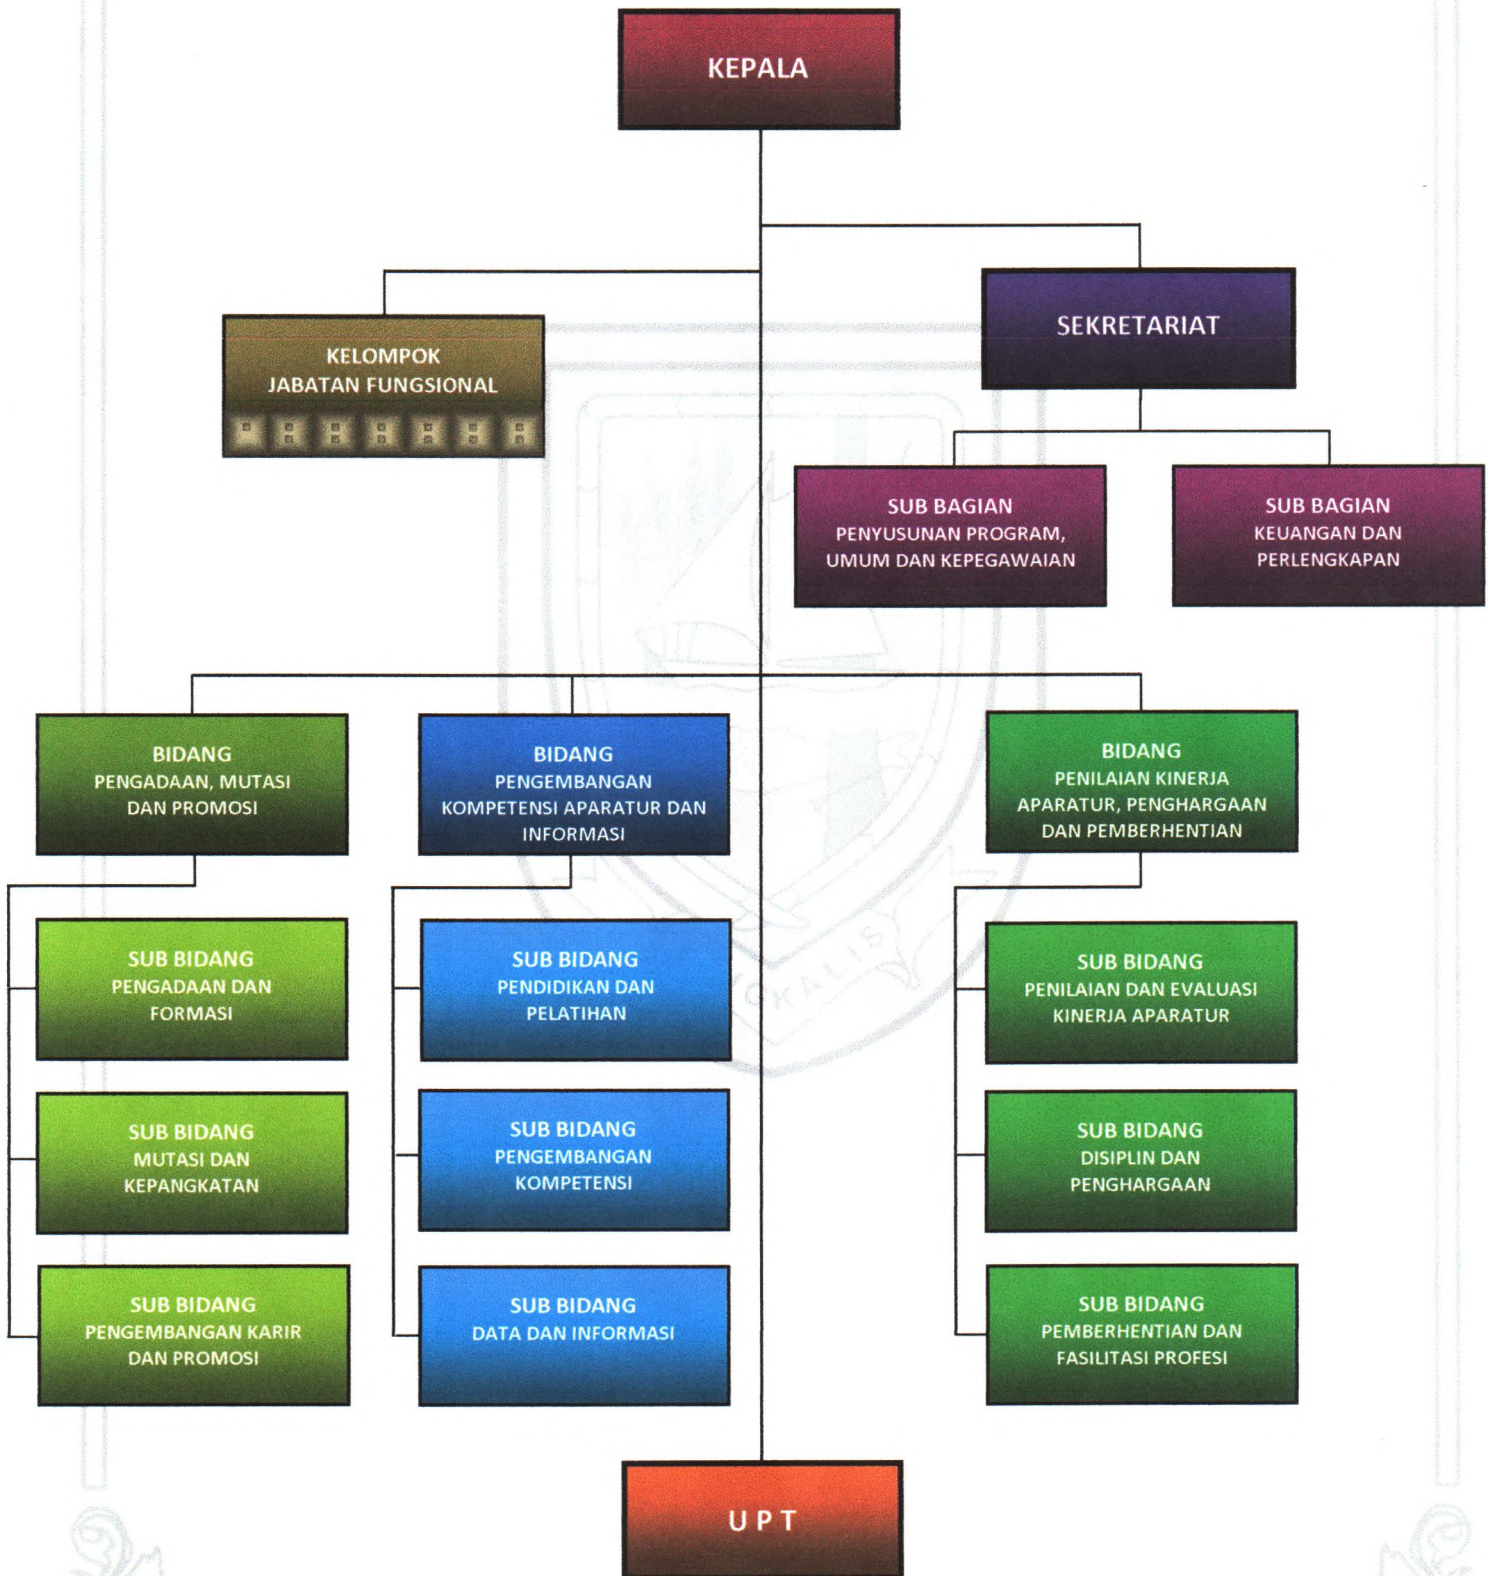 KEPALA
SEKRETARIAT
KELOMPOK
JABATAN FUNGSIONAL
SUB BAGIAN
PENYUSUNAN PROGRAM,
UMUM DAN KEPEGAWAIAN
SUB BAGIAN
KEUANGAN DAN
PERLENGKAPAN
BIDANG
PENGADAAN, MUTASI
DAN PROMOSI
BIDANG
PENGEMBANGAN
KOMPETENSI APARATUR DAN
INFORMASI
BIDANG
PENILAIAN KINERJA
APARATUR, PENGHARGAAN
DAN PEMBERHENTIAN
SUB BIDANG
PENGADAAN DAN
FORMASI
SUB BIDANG
MUTASI DAN
KEPANGKATAN
SUB BIDANG
PENGEMBANGAN KARIR
DAN PROMOSI
SUB BIDANG
PENDIDIKAN DAN
PELATIHAN
SUB BIDANG
PENGEMBANGAN
KOMPETENSI
SUB BIDANG
DATA DAN INFORMASI
SUB BIDANG
PENILAIAN DAN EVALUASI
KINERJA APARATUR
SUB BIDANG
DISIPLIN DAN
PENGHARGAAN
SUB BIDANG
PEMBERHENTIAN DAN
FASILITASI PROFESI
U P T